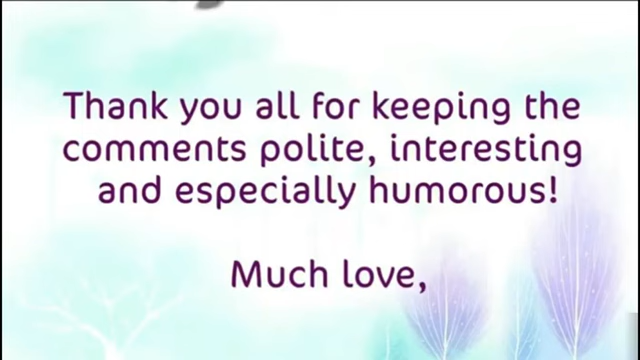 Thank you all for keeping the
comments polite, interesting
and especially humorous!
Much love,